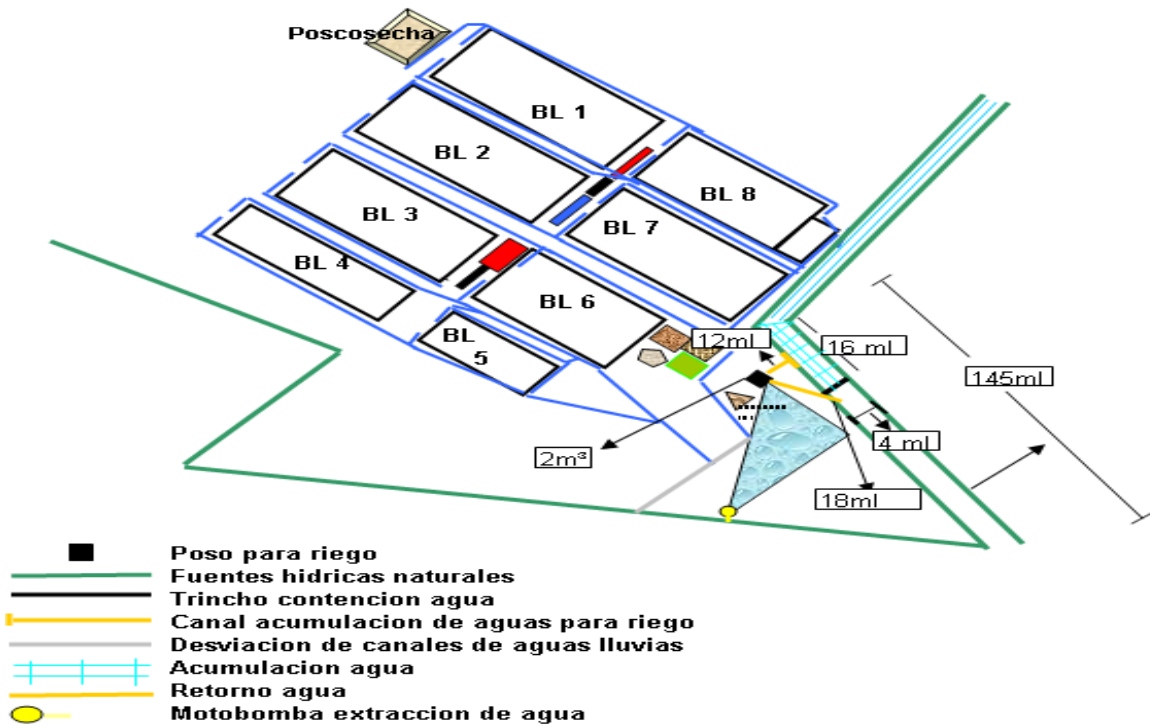 Poscosecha
BL 1
BL 2
BL 8
BL 3
BL 7
BL 4
BL 6
BL
5
12ml
16 ml
145ml
4 ml
2m³
18ml
Poso para riego
Fuentes hidricas naturales
Trincho contencion agua
Canal acumulacion de aguas para riego
Desviacion de canales de aguas lluvias
Acumulacion agua
Retorno agua
Motobomba extraccion de agua